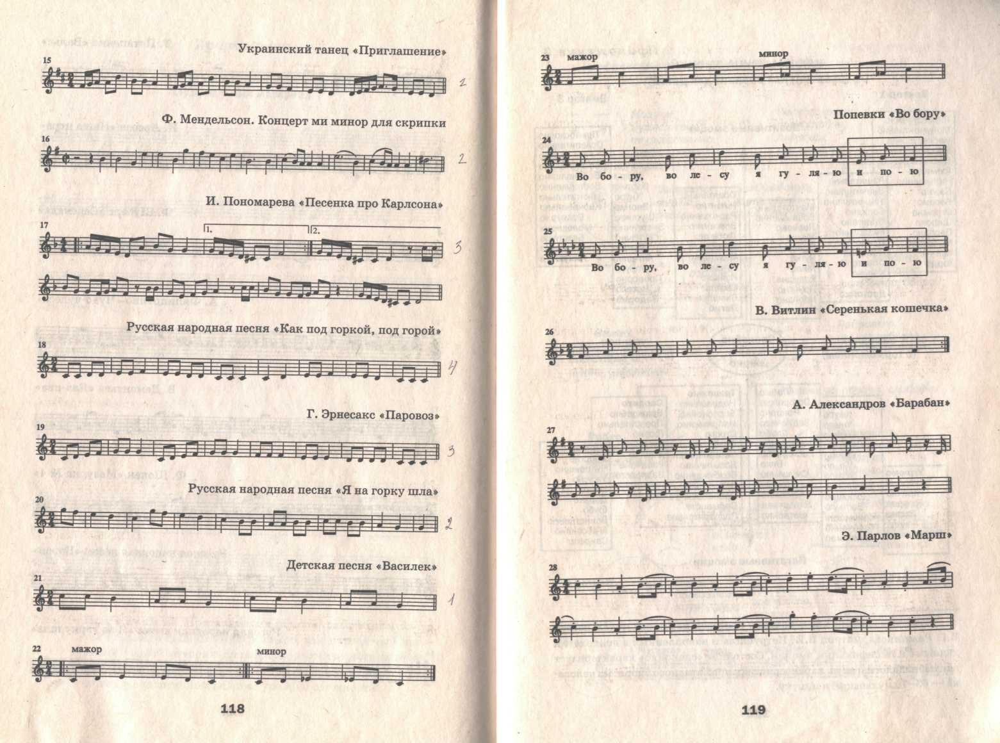 Украинский танец «Приглашение»
15
2
Ф. Мендельсон. Концерт ми минор для скрипки
16
2
И. Пономарева «Песенка про Карлсона»
17
1.
2.
3
Русская народная песня «Как под горкой, под горой»
18
4
Г. Эрнесакс «Паровоз»
19
3
Русская народная песня «Я на горку шла»
20
2
Детская песня «Василек»
21
1
22 мажор минор
118
23 мажор минор
Попевки «Во бору»
24
Во бо - ру, во ле - су я гу - ля - ю и по - ю
25
Во бо - ру, во ле - су я гу - ля - ю и по - ю
В. Витлин «Серенькая кошечка»
26
А. Александров «Барабан»
27
Э. Парлов «Марш»
28
119